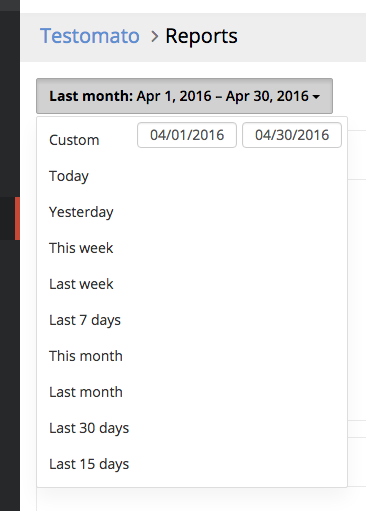 Testomato > Reports
Last month: Apr 1, 2016 – Apr 30, 2016
Custom 04/01/2016 04/30/2016
Today
Yesterday
This week
Last week
Last 7 days
This month
Last month
Last 30 days
Last 15 days